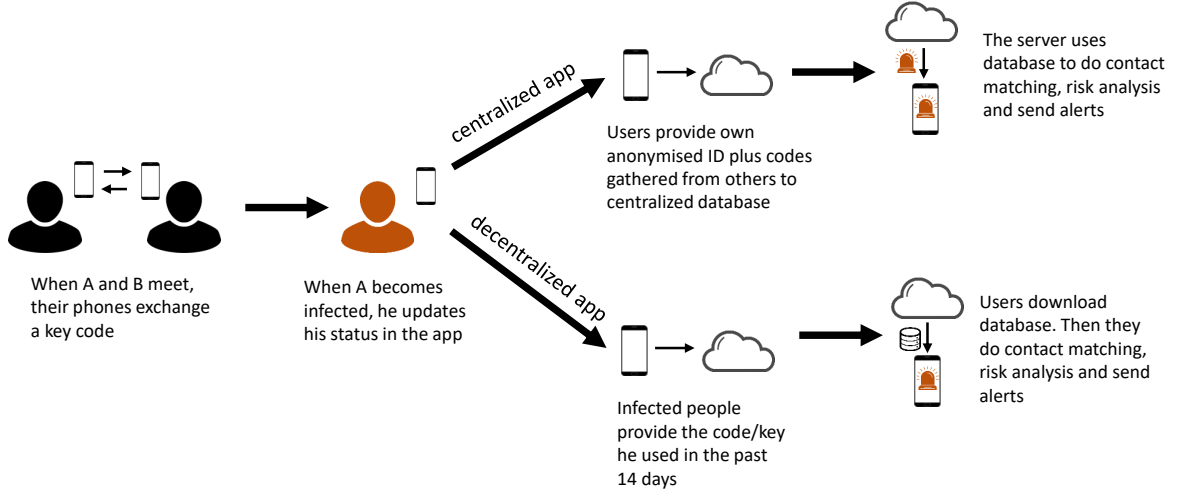 When A and B meet,
their phones exchange
a key code
When A becomes
infected, he updates
his status in the app
centralized app
decentralized app
Users provide own
anonymised ID plus codes
gathered from others to
centralized database
The server uses
database to do contact
matching, risk analysis
and send alerts
Infected people
provide the code/key
he used in the past
14 days
Users download
database. Then they
do contact matching,
risk analysis and send
alerts